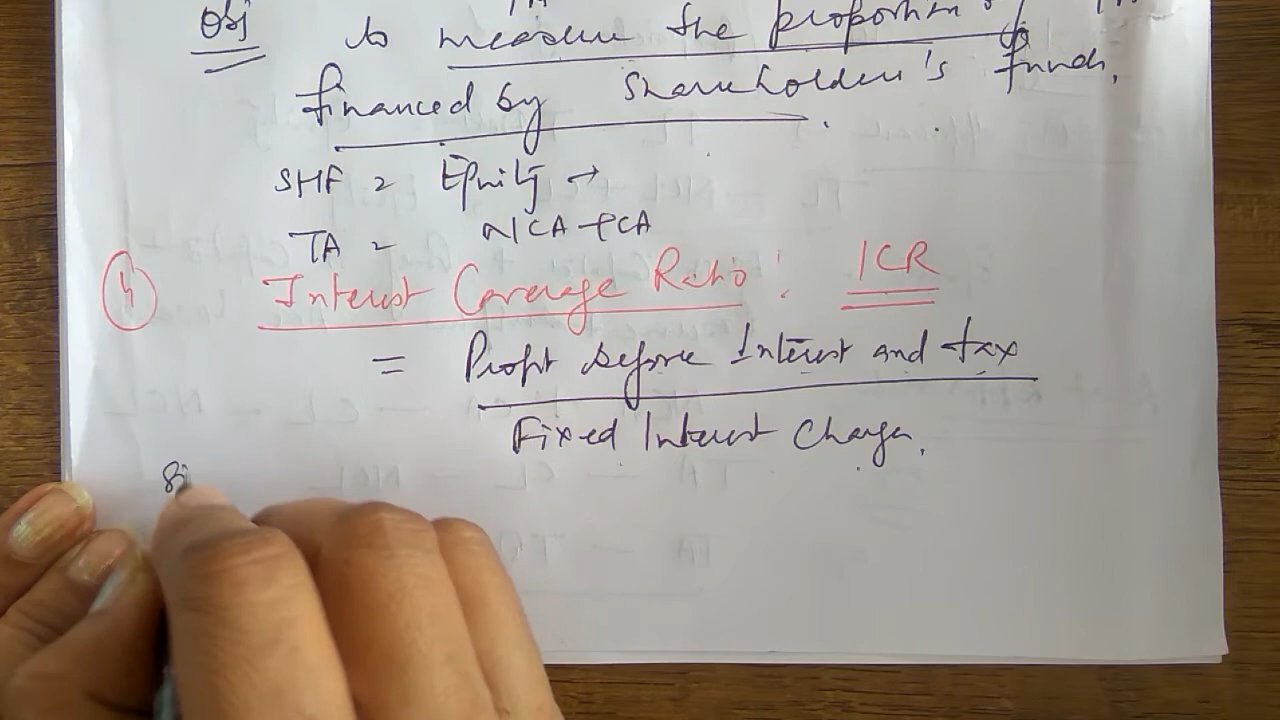 Obj to measure the proportion of TA
financed by Shareholder's funds.
SHF = Equity →
TA = NCA + CA
4 Interest Coverage Ratio: ICR
= Profit before Interest and tax
Fixed Interest Charges.